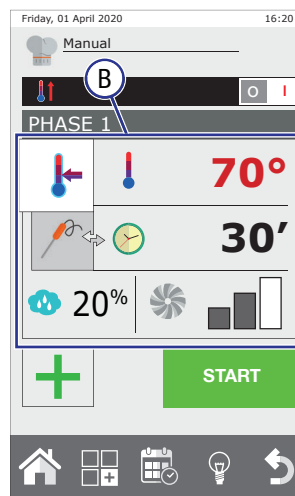 Friday, 01 April 2020 16:20
Manual
B
O I
PHASE 1
70°
30′
20%
START